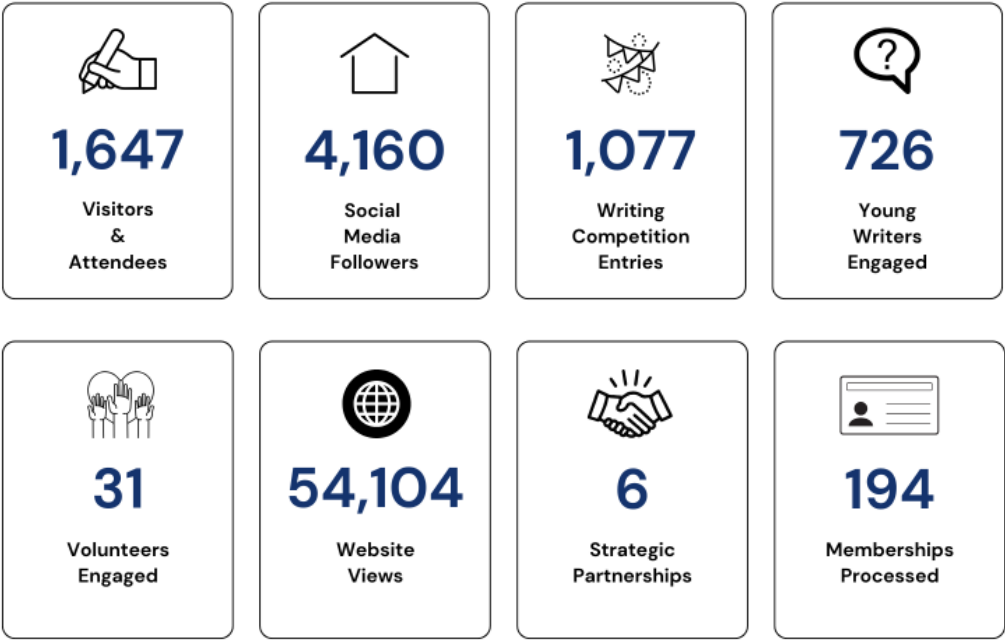 1,647
Visitors
&
Attendees
4,160
Social
Media
Followers
1,077
Writing
Competition
Entries
?
726
Young
Writers
Engaged
31
Volunteers
Engaged
54,104
Website
Views
6
Strategic
Partnerships
194
Memberships
Processed